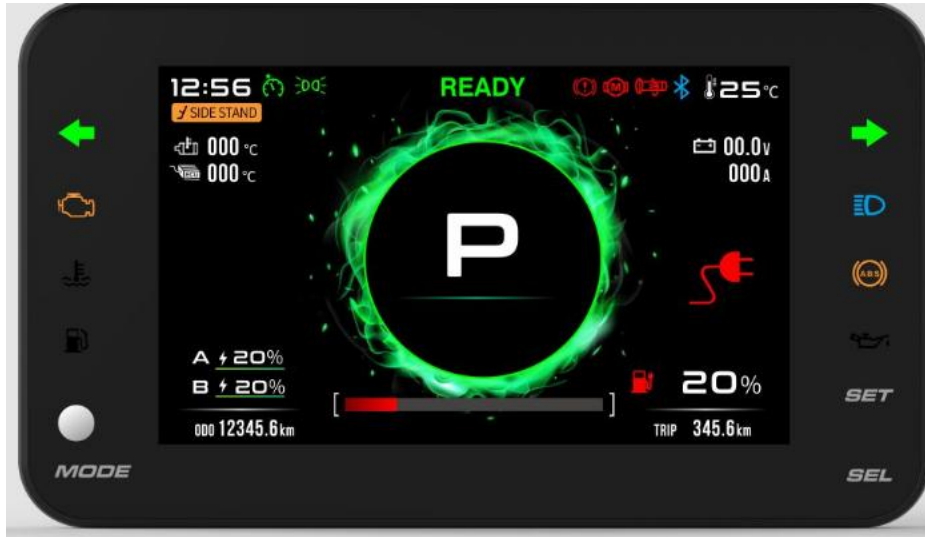 12:56 READY 25°C
SIDE STAND
000 °C
000 °C
00.0V
000A
P
ABS
A 20%
B 20%
20%
SET
ODO 12345.6km
TRIP 345.6km
MODE
SEL